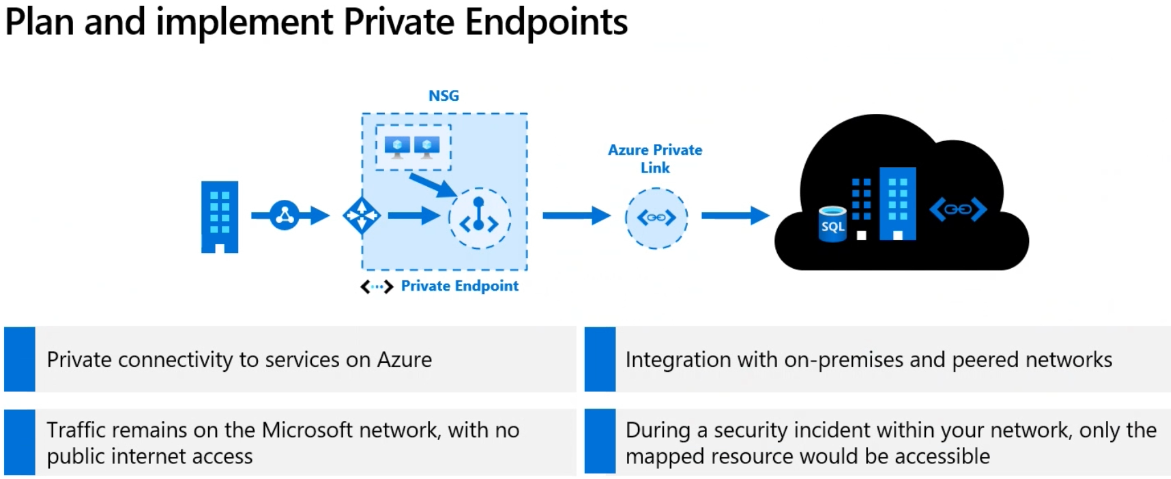 Plan and implement Private Endpoints
NSG
Azure Private
Link
SQL
Private Endpoint
Private connectivity to services on Azure
Integration with on-premises and peered networks
Traffic remains on the Microsoft network, with no
public internet access
During a security incident within your network, only the
mapped resource would be accessible